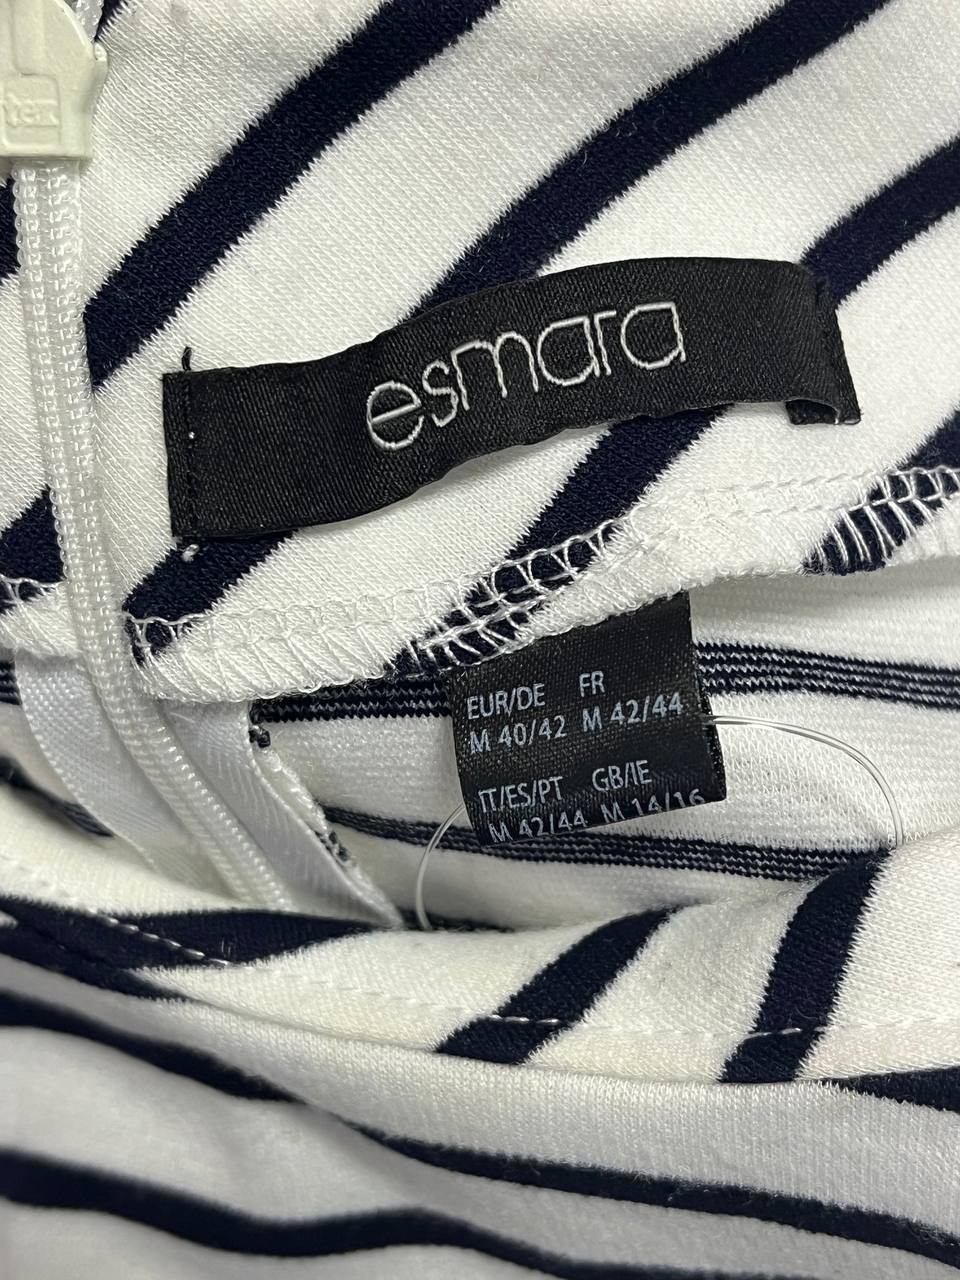 esmara
EUR/DE FR
M 40/42 M 42/44
IT/ES/PT GB/IE
M 42/44 M 14/16